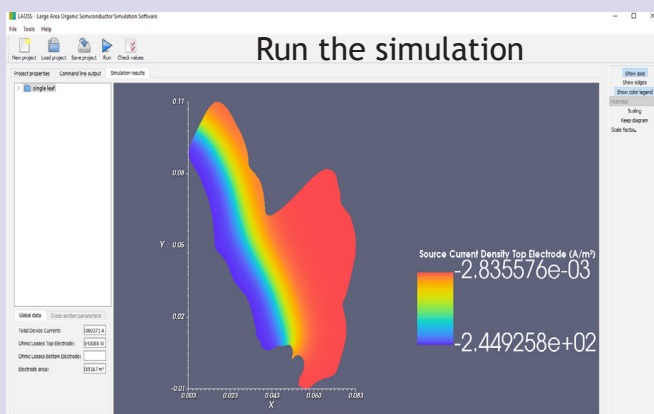 LAOSS - Large Area Organic Semiconductor Simulation Software
File Tools Help
New project Load project Save project Run Check values
Run the simulation
Project properties Command line output Simulation results
single leaf
Show axis
Show edges
Show color legend
Potential
Scaling
Keep diagram
Scale factor
0.11
0.08
Y 0.05
0.02
-0.01
0.003 0.023 0.043 0.063 0.083
X
Source Current Density Top Electrode (A/m²)
-2.835576e-03
-2.449258e+02
Global data Cross section parameters
Total Device Current:
Ohmic Losses Top Electrode:
Ohmic Losses Bottom Electrode:
Electrode area: